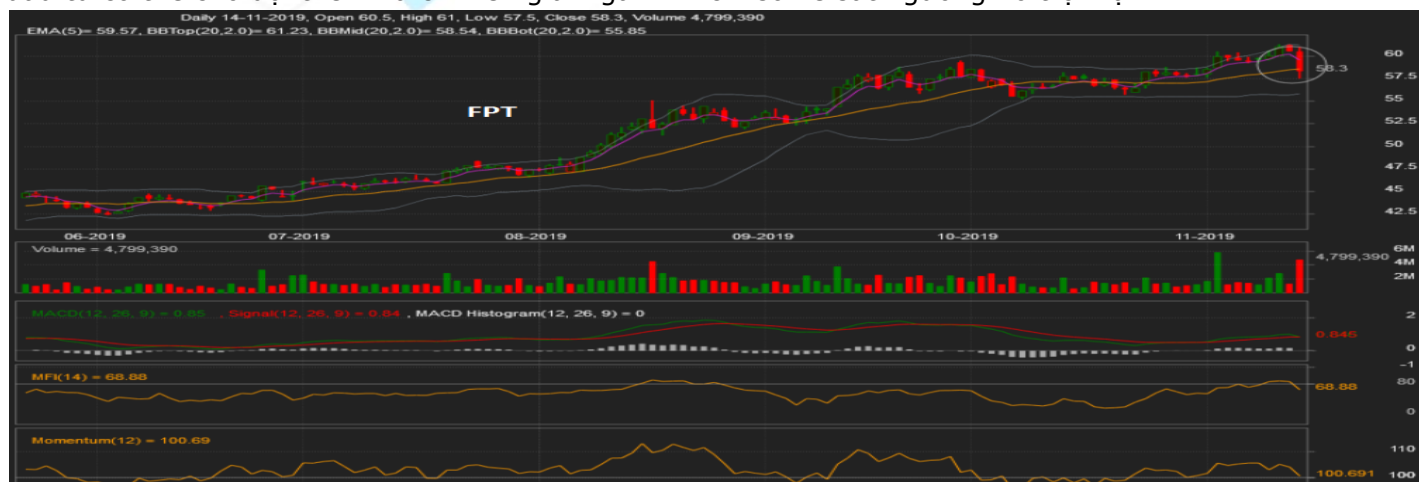 Daily 14-11-2019, Open 60.5, High 61, Low 57.5, Close 58.3, Volume 4,799,390
EMA(5)= 59.57, BBTop(20,2.0)= 61.23, BBMid(20,2.0)= 58.54, BBBot(20,2.0)= 55.85
FPT
60
58.3
57.5
55
52.5
50
47.5
45
42.5
06-2019 07-2019 08-2019 09-2019 10-2019 11-2019
Volume = 4,799,390
6M
4,799,390
4M
2M
MACD(12, 26, 9) = 0.85 , Signal(12, 26, 9) = 0.84 , MACD Histogram(12, 26, 9) = 0
2
0.845
0
-1
MFI(14) = 68.88
80
68.88
0
Momentum(12) = 100.69
110
100.691
100